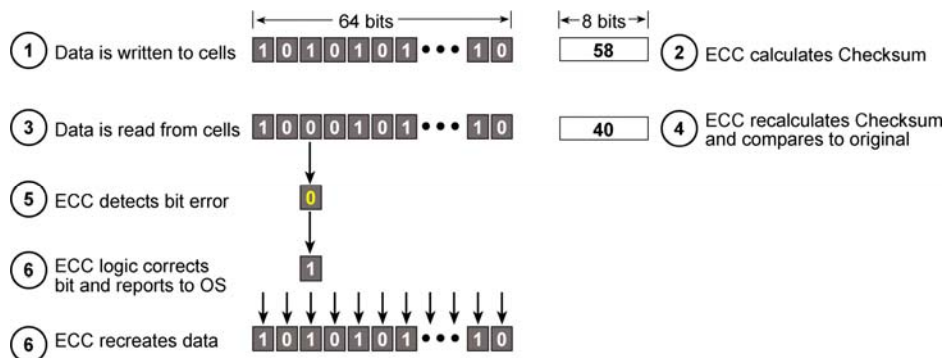 64 bits
8 bits
1 Data is written to cells 1 0 1 0 1 0 1 ••• 1 0 58 2 ECC calculates Checksum
3 Data is read from cells 1 0 0 0 1 0 1 ••• 1 0 40 4 ECC recalculates Checksum
and compares to original
5 ECC detects bit error 0
6 ECC logic corrects
bit and reports to OS 1
6 ECC recreates data 1 0 1 0 1 0 1 ••• 1 0